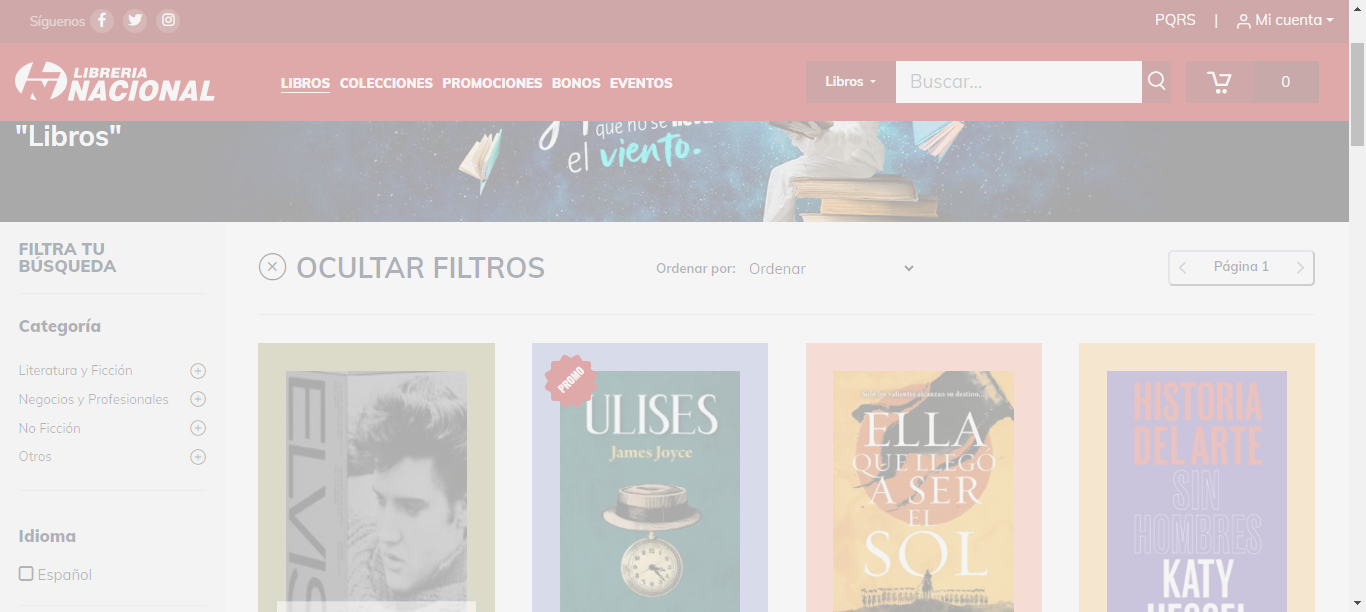 Síguenos
PQRS | Mi cuenta
LIBRERIA
NACIONAL
LIBROS COLECCIONES PROMOCIONES BONOS EVENTOS
Libros
Buscar...
0
"Libros"
que no se
el viento.
FILTRA TU
BÚSQUEDA
OCULTAR FILTROS
Ordenar por: Ordenar
Página 1
Categoría
Literatura y Ficción
Negocios y Profesionales
No Ficción
Otros
Idioma
Español
ELVIS
PROMO
ULISES
James Joyce
Solo los valientes alcanzan su destino...
ELLA
QUE LLEGÓ
A SER
EL
SOL
HISTORIA
DEL ARTE
SIN
HOMBRES
KATY
HESSEL